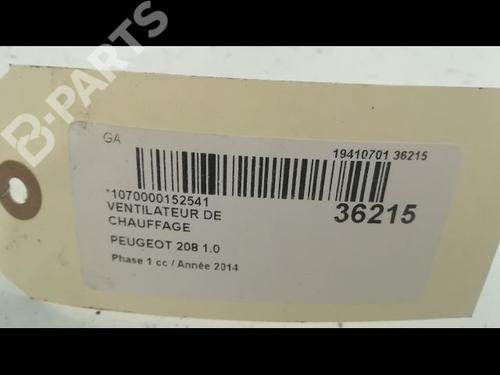 B-PARTS
GA
19410701 36215
*1070000152541
36215
VENTILATEUR DE
CHAUFFAGE
PEUGEOT 208 1.0
Phase 1 cc / Année 2014